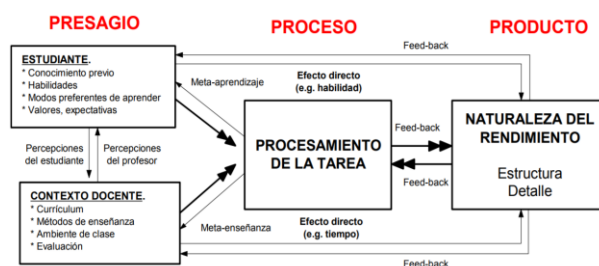 PRESAGIO
PROCESO
PRODUCTO
Feed-back
ESTUDIANTE.
* Conocimiento previo
* Habilidades
* Modos preferentes de aprender
* Valores, expectativas
Meta-aprendizaje
Efecto directo
(e.g. habilidad)
Percepciones
del estudiante
Percepciones
del profesor
PROCESAMIENTO
DE LA TAREA
Feed-back
Feed-back
NATURALEZA DEL
RENDIMIENTO
Estructura
Detalle
CONTEXTO DOCENTE.
* Currículum
* Métodos de enseñanza
* Ambiente de clase
* Evaluación
Meta-enseñanza
Efecto directo
(e.g. tiempo)
Feed-back